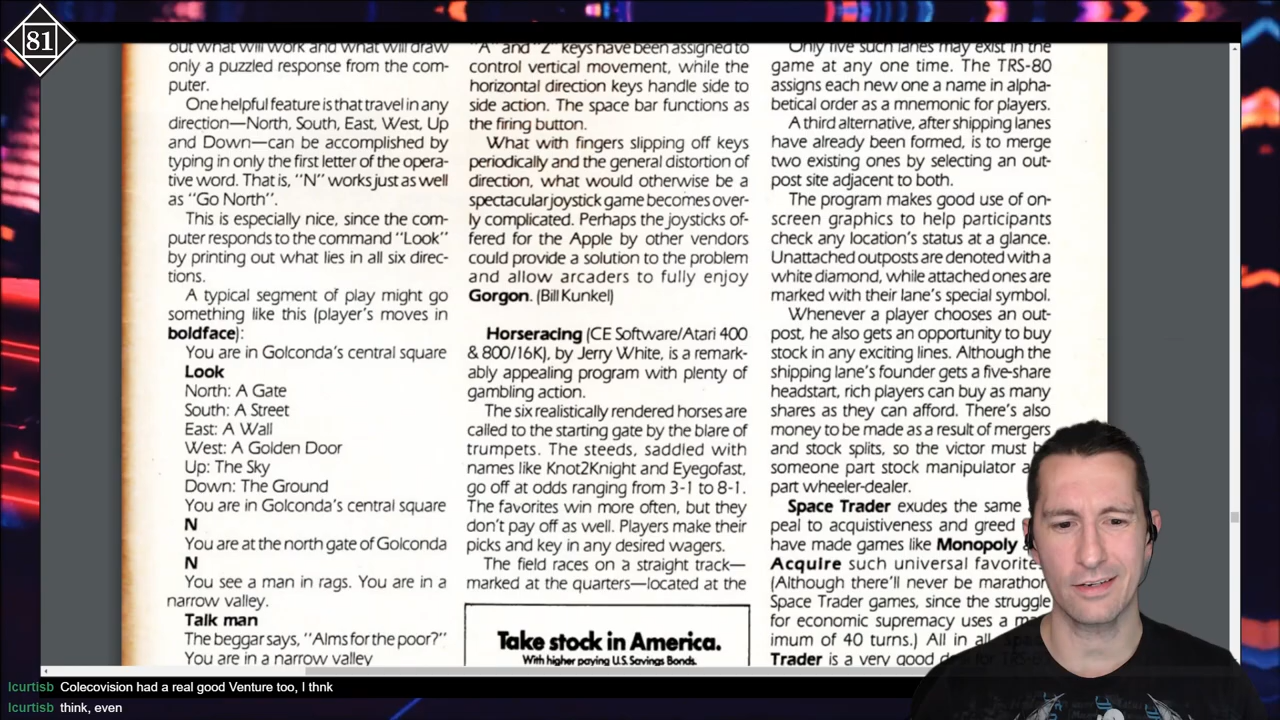 81
out what will work and what will draw
only a puzzled response from the com-
puter.
One helpful feature is that travel in any
direction—North, South, East, West, Up
and Down—can be accomplished by
typing in only the first letter of the opera-
tive word. That is, "N" works just as well
as "Go North".
This is especially nice, since the com-
puter responds to the command "Look"
by printing out what lies in all six direc-
tions.
A typical segment of play might go
something like this (player's moves in
boldface):
You are in Golconda's central square
Look
North: A Gate
South: A Street
East: A Wall
West: A Golden Door
Up: The Sky
Down: The Ground
You are in Golconda's central square
N
You are at the north gate of Golconda
N
You see a man in rags. You are in a
narrow valley.
Talk man
The beggar says, "Alms for the poor?"
You are in a narrow valley
"A" and "Z" keys have been assigned to
control vertical movement, while the
horizontal direction keys handle side to
side action. The space bar functions as
the firing button.
What with fingers slipping off keys
periodically and the general distortion of
direction, what would otherwise be a
spectacular joystick game becomes over-
ly complicated. Perhaps the joysticks of-
fered for the Apple by other vendors
could provide a solution to the problem
and allow arcaders to fully enjoy
Gorgon. (Bill Kunkel)
Horseracing (CE Software/Atari 400
& 800/16K), by Jerry White, is a remark-
ably appealing program with plenty of
gambling action.
The six realistically rendered horses are
called to the starting gate by the blare of
trumpets. The steeds, saddled with
names like Knot2Knight and Eyegofast,
go off at odds ranging from 3-1 to 8-1.
The favorites win more often, but they
don't pay off as well. Players make their
picks and key in any desired wagers.
The field races on a straight track—
marked at the quarters—located at the
Take stock in America.
With higher paying U.S. Savings Bonds.
Only five such lanes may exist in the
game at any one time. The TRS-80
assigns each new one a name in alpha-
betical order as a mnemonic for players.
A third alternative, after shipping lanes
have already been formed, is to merge
two existing ones by selecting an out-
post site adjacent to both.
The program makes good use of on-
screen graphics to help participants
check any location's status at a glance.
Unattached outposts are denoted with a
white diamond, while attached ones are
marked with their lane's special symbol.
Whenever a player chooses an out-
post, he also gets an opportunity to buy
stock in any exciting lines. Although the
shipping lane's founder gets a five-share
headstart, rich players can buy as many
shares as they can afford. There's also
money to be made as a result of mergers
and stock splits, so the victor must
someone part stock manipulator
part wheeler-dealer.
Space Trader exudes the same
peal to acquistiveness and greed
have made games like Monopoly
Acquire such universal favorite
(Although there'll never be marathon
Space Trader games, since the struggle
for economic supremacy uses a
imum of 40 turns.) All in all,
Trader is a very good
lcurtisb Colecovision had a real good Venture too, I thnk
lcurtisb think, even